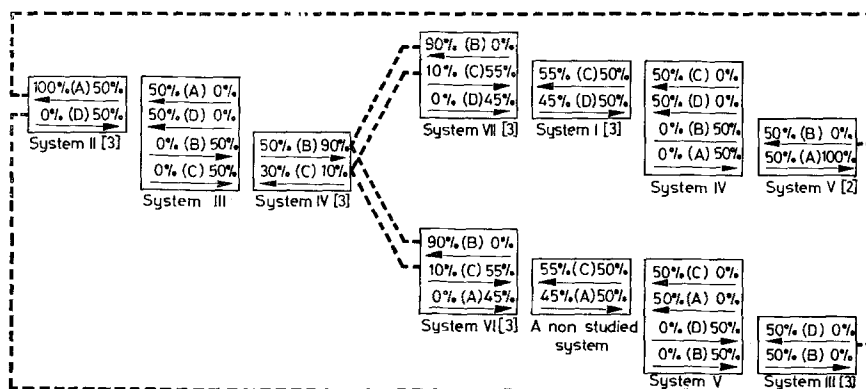 100% (A) 50%
0% (D) 50%
System II [3]
50% (A) 0%
50% (D) 0%
0% (B) 50%
0% (C) 50%
System III
50% (B) 90%
30% (C) 10%
System IV [3]
90% (B) 0%
10% (C) 55%
0% (D) 45%
System VII [3]
55% (C) 50%
45% (D) 50%
System I [3]
50% (C) 0%
50% (D) 0%
0% (B) 50%
0% (A) 50%
System IV
50% (B) 0%
50% (A) 100%
System V [2]
90% (B) 0%
10% (C) 55%
0% (A) 45%
System VI [3]
55% (C) 50%
45% (A) 50%
A non studied
system
50% (C) 0%
50% (A) 0%
0% (D) 50%
0% (B) 50%
System V
50% (D) 0%
50% (B) 0%
System III [3]